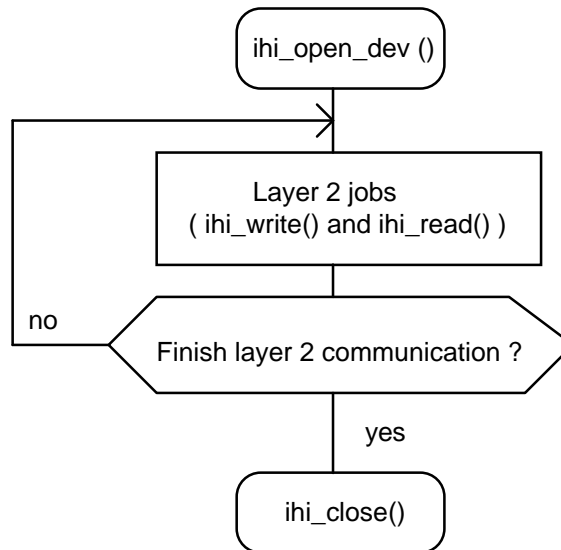 ihi_open_dev ()
Layer 2 jobs
( ihi_write() and ihi_read() )
no
Finish layer 2 communication ?
yes
ihi_close()